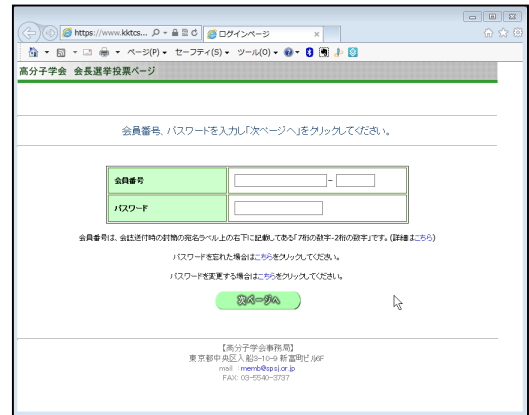 https://www.kktcs...
ログインページ
ページ(P) セーフティ(S) ツール(O)
高分子学会 会長選挙投票ページ
会員番号、パスワードを入力し「次ページへ」をクリックしてください。
会員番号 -
パスワード
会員番号は、会誌送付時の封筒の宛名ラベル上の右下に記載してある「7桁の数字-2桁の数字」です。(詳細はこちら)
パスワードを忘れた場合はこちらをクリックしてください。
パスワードを変更する場合はこちらをクリックしてください。
次ページへ
【高分子学会事務局】
東京都中央区入船3-10-9 新富町ビル6F
mail : memb@spsj.or.jp
FAX: 03-5540-3737